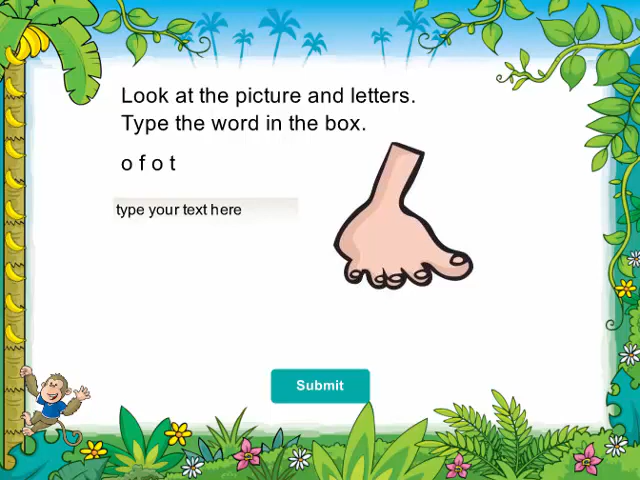 Look at the picture and letters.
Type the word in the box.
o f o t
type your text here
Submit